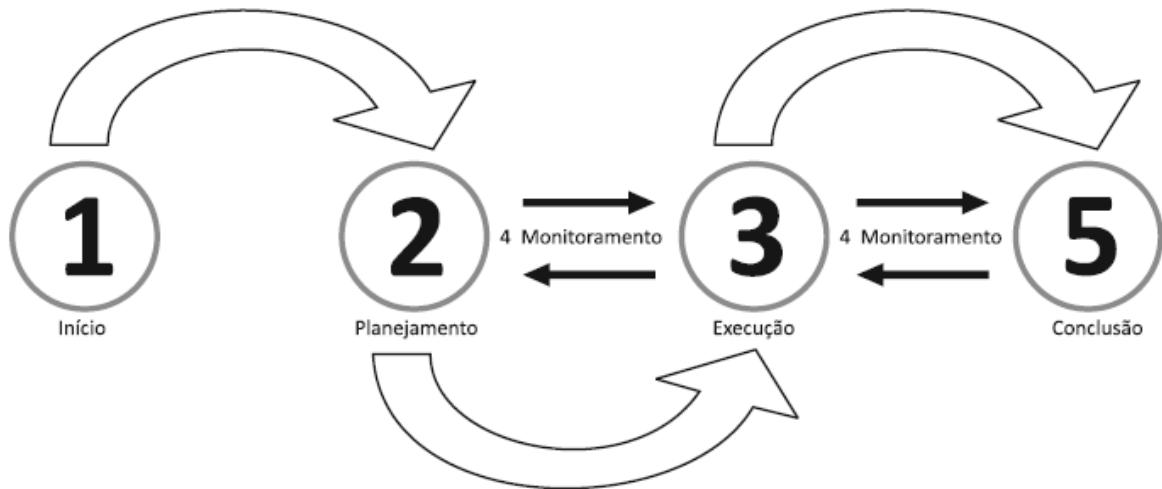 1
2
3
5
4 Monitoramento
4 Monitoramento
Início
Planejamento
Execução
Conclusão